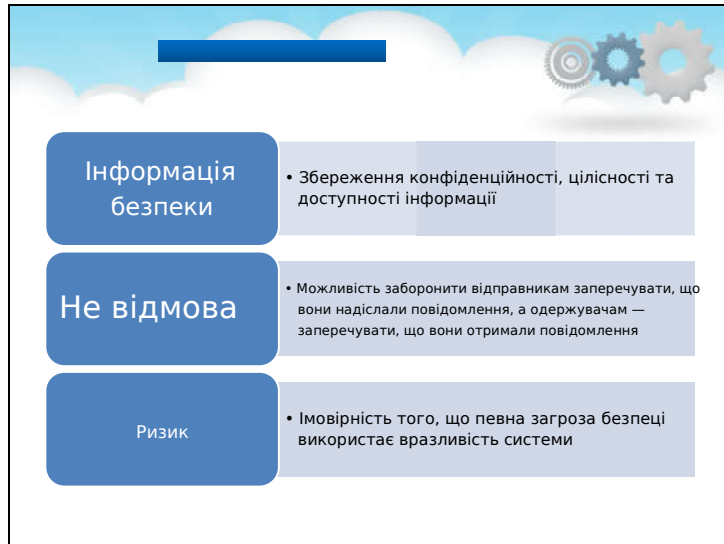 Інформація
безпеки
• Збереження конфіденційності, цілісності та
доступності інформації
Не відмова
• Можливість заборонити відправникам заперечувати, що
вони надіслали повідомлення, а одержувачам —
заперечувати, що вони отримали повідомлення
Ризик
• Імовірність того, що певна загроза безпеці
використає вразливість системи